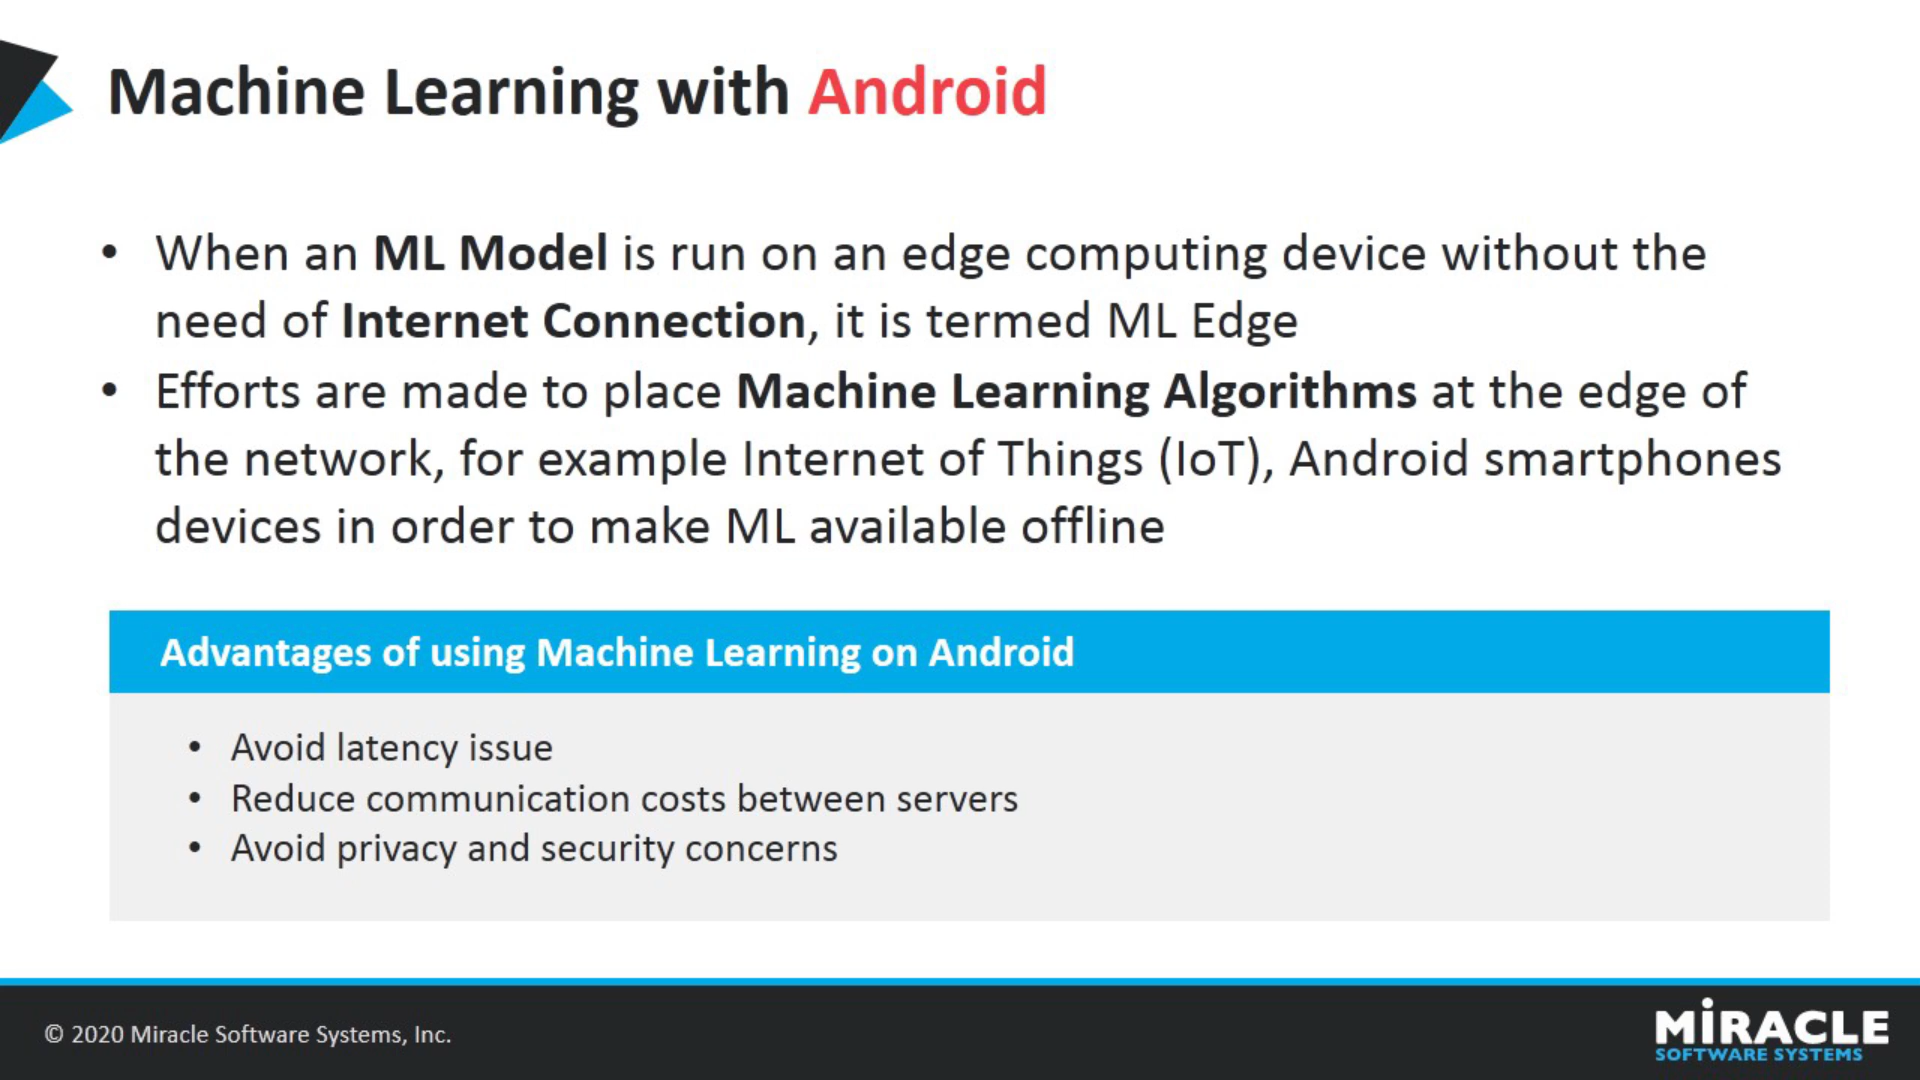 Machine Learning with Android
• When an ML Model is run on an edge computing device without the
need of Internet Connection, it is termed ML Edge
• Efforts are made to place Machine Learning Algorithms at the edge of
the network, for example Internet of Things (IoT), Android smartphones
devices in order to make ML available offline
Advantages of using Machine Learning on Android
• Avoid latency issue
• Reduce communication costs between servers
• Avoid privacy and security concerns
© 2020 Miracle Software Systems, Inc.
MiRACLE
SOFTWARE SYSTEMS